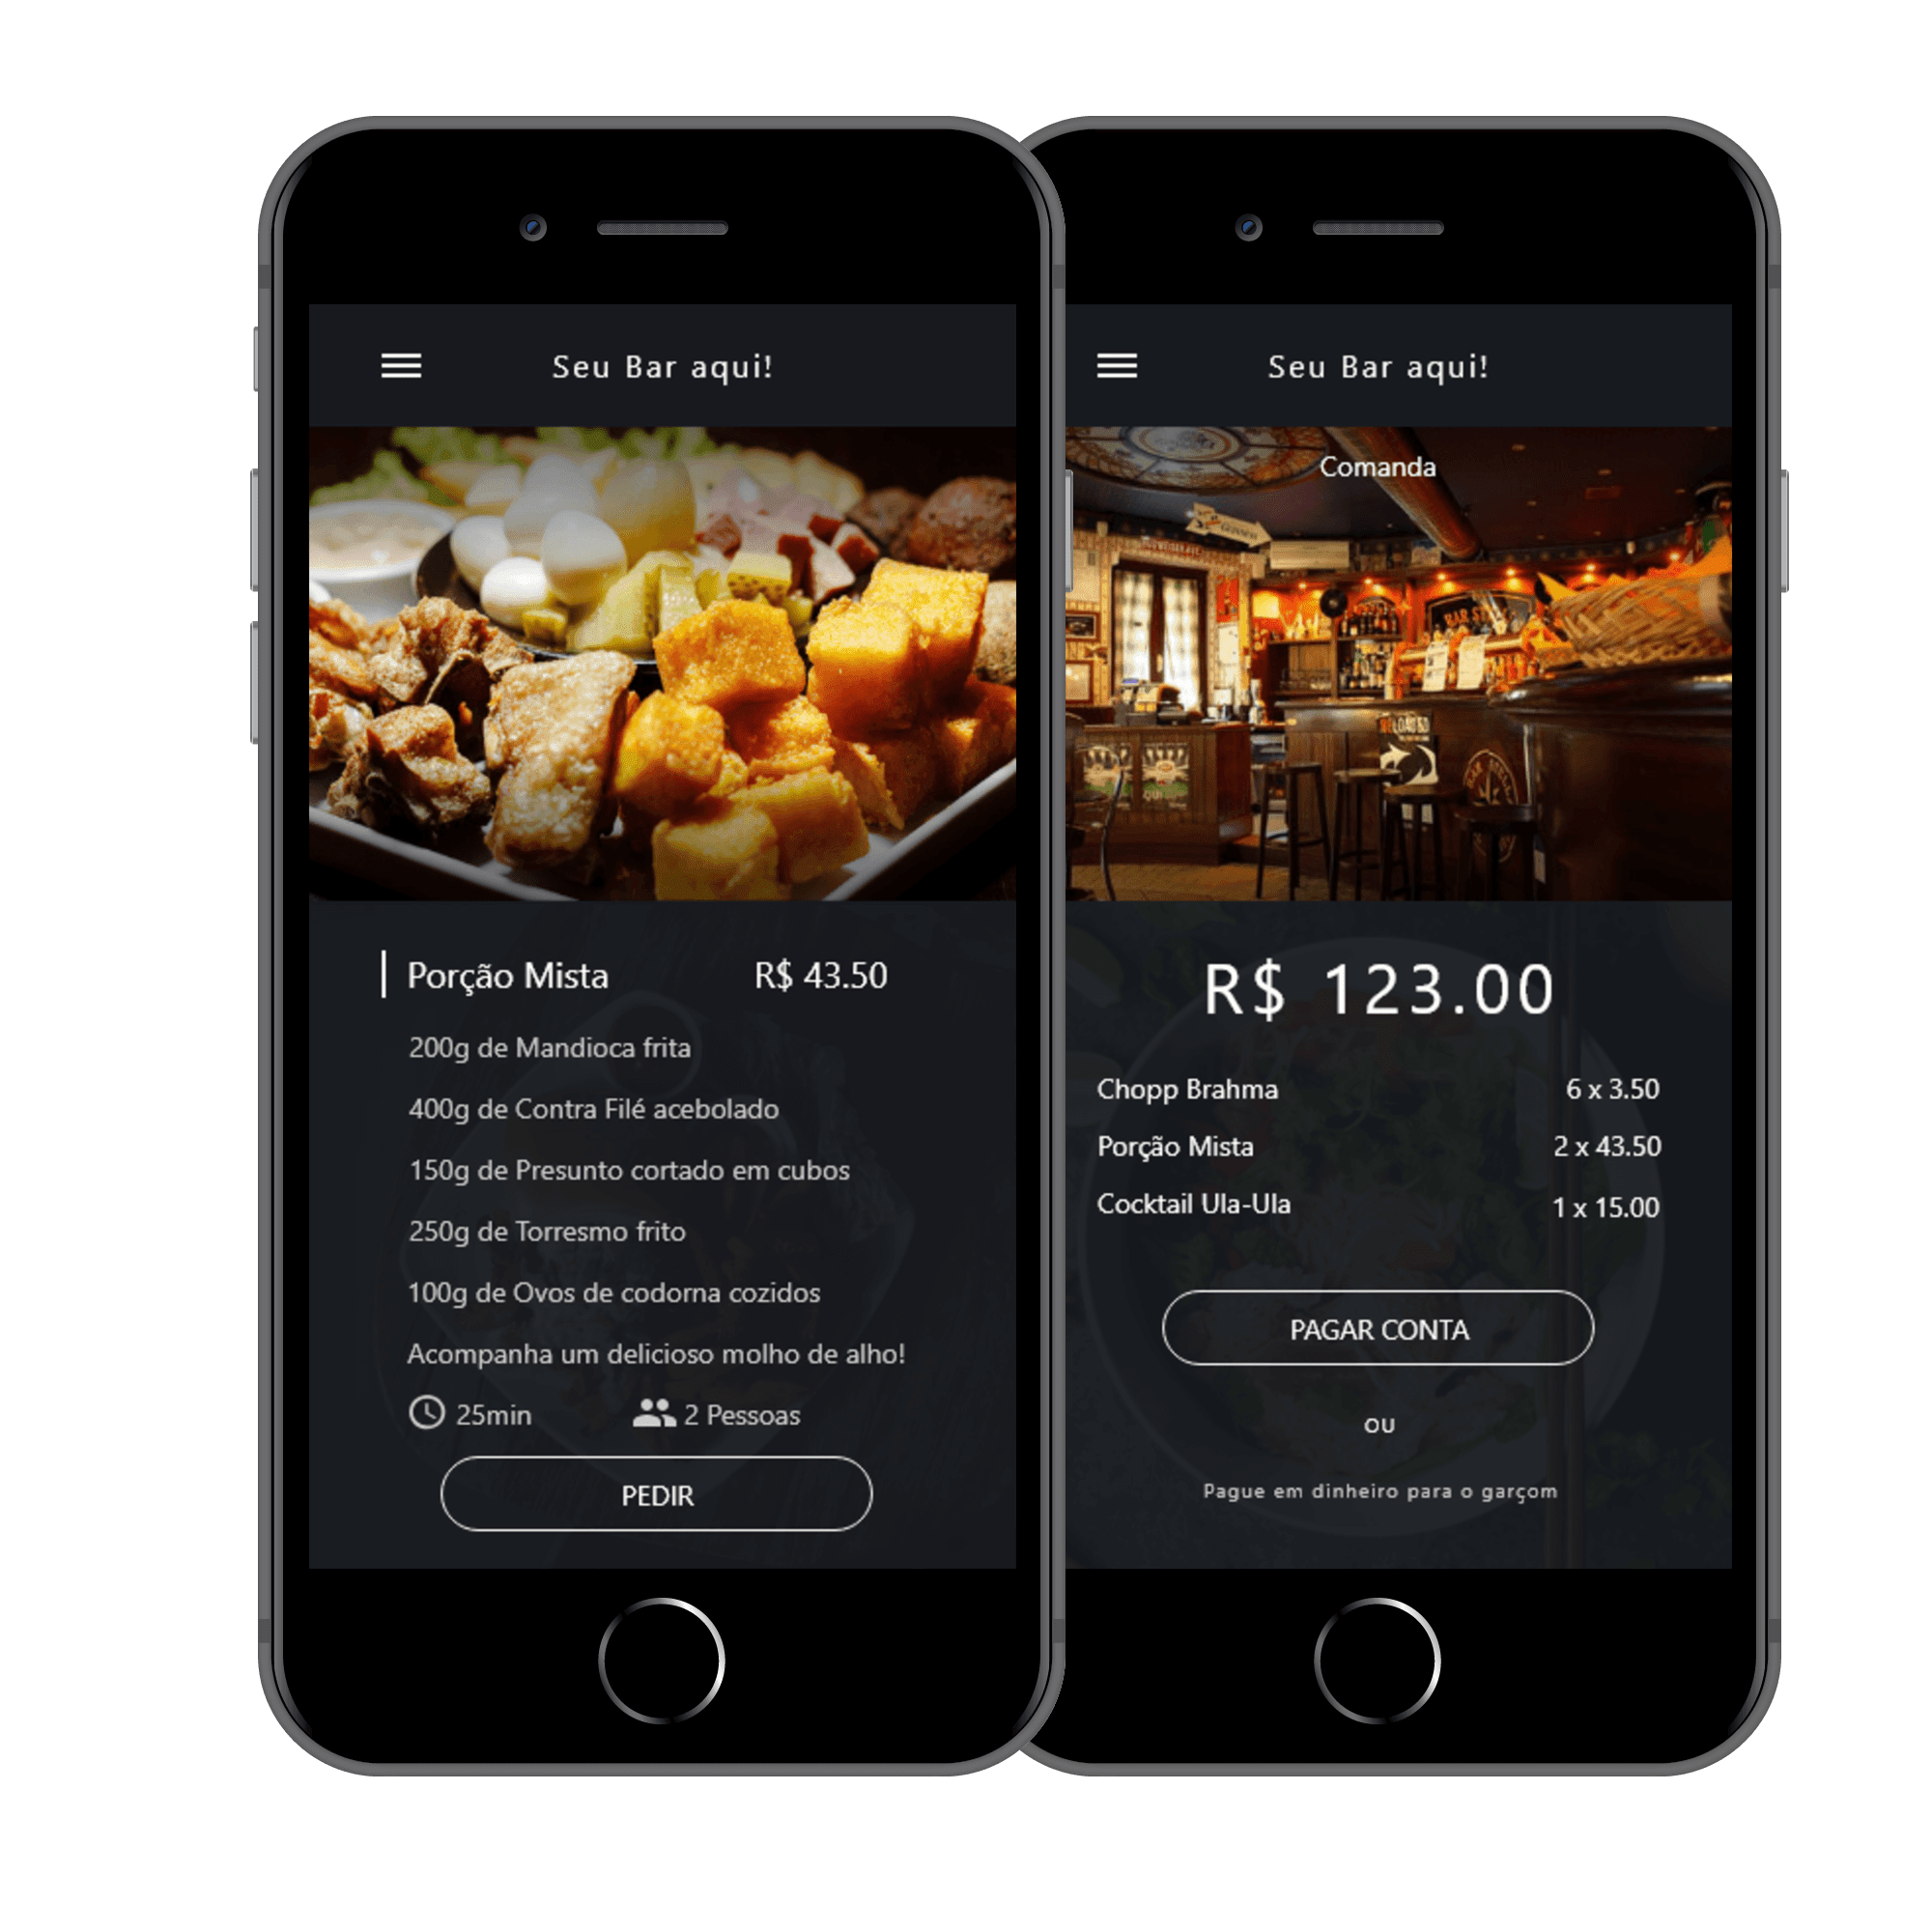 Seu Bar aqui!
Porção Mista R$ 43.50
200g de Mandioca frita
400g de Contra Filé acebolado
150g de Presunto cortado em cubos
250g de Torresmo frito
100g de Ovos de codorna cozidos
Acompanha um delicioso molho de alho!
25min 2 Pessoas
PEDIR
Seu Bar aqui!
Comanda
GUINNESS
R$ 123.00
Chopp Brahma 6 x 3.50
Porção Mista 2 x 43.50
Cocktail Ula-Ula 1 x 15.00
PAGAR CONTA
ou
Pague em dinheiro para o garçom